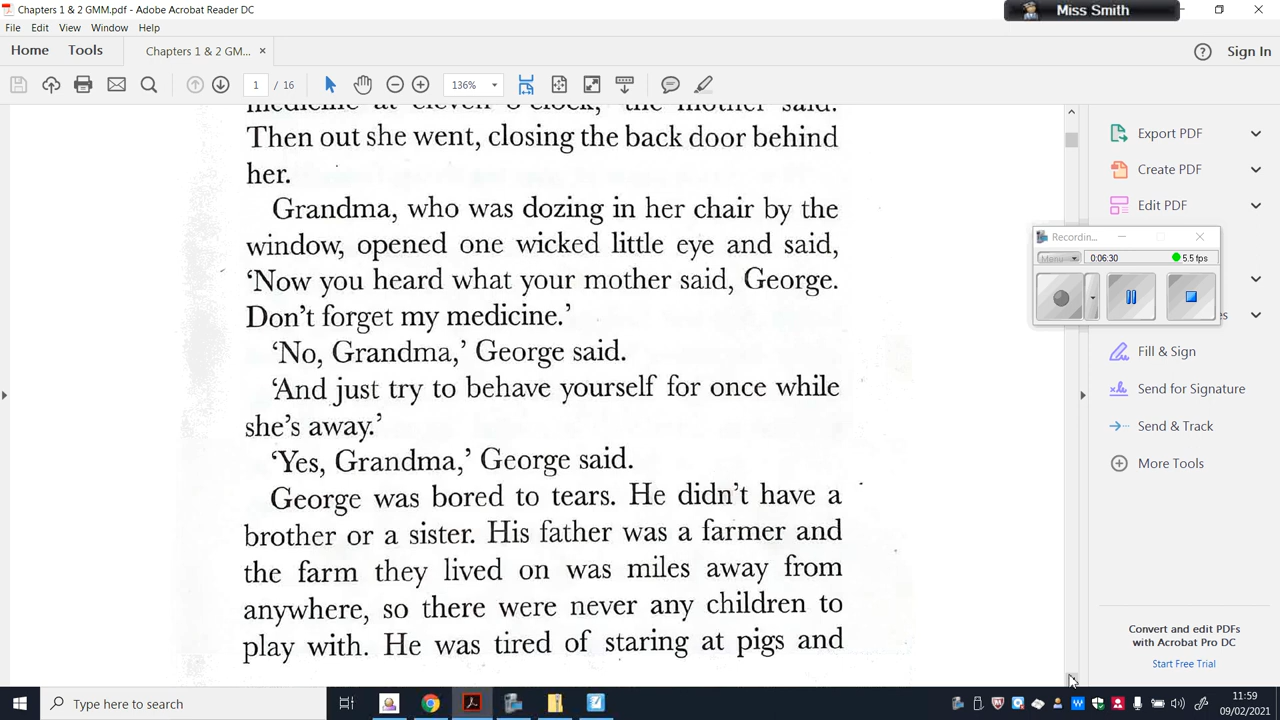 Chapters 1 & 2 GMM.pdf - Adobe Acrobat Reader DC
Miss Smith
File Edit View Window Help
Home Tools Chapters 1 & 2 GM... ×
Sign In
1 / 16
136%
medicine at eleven o'clock,' the mother said.
Then out she went, closing the back door behind
her.
Grandma, who was dozing in her chair by the
window, opened one wicked little eye and said,
‘Now you heard what your mother said, George.
Don’t forget my medicine.’
‘No, Grandma,’ George said.
‘And just try to behave yourself for once while
she’s away.’
‘Yes, Grandma,’ George said.
George was bored to tears. He didn’t have a
brother or a sister. His father was a farmer and
the farm they lived on was miles away from
anywhere, so there were never any children to
play with. He was tired of staring at pigs and
Export PDF
Create PDF
Edit PDF
Recordin...
Menu
0:06:30
5.5 fps
Fill & Sign
Send for Signature
Send & Track
More Tools
Convert and edit PDFs
with Acrobat Pro DC
Start Free Trial
Type here to search
11:59
09/02/2021